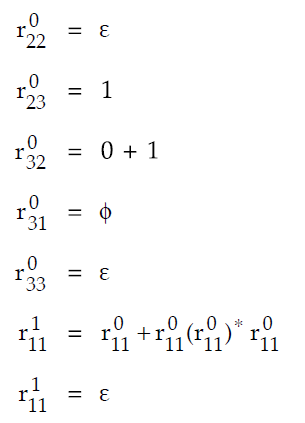 r⁰₂₂ = ε
r⁰₂₃ = 1
r⁰₃₂ = 0 + 1
r⁰₃₁ = ϕ
r⁰₃₃ = ε
r¹₁₁ = r⁰₁₁ + r⁰₁₁ (r⁰₁₁)* r⁰₁₁
r¹₁₁ = ε